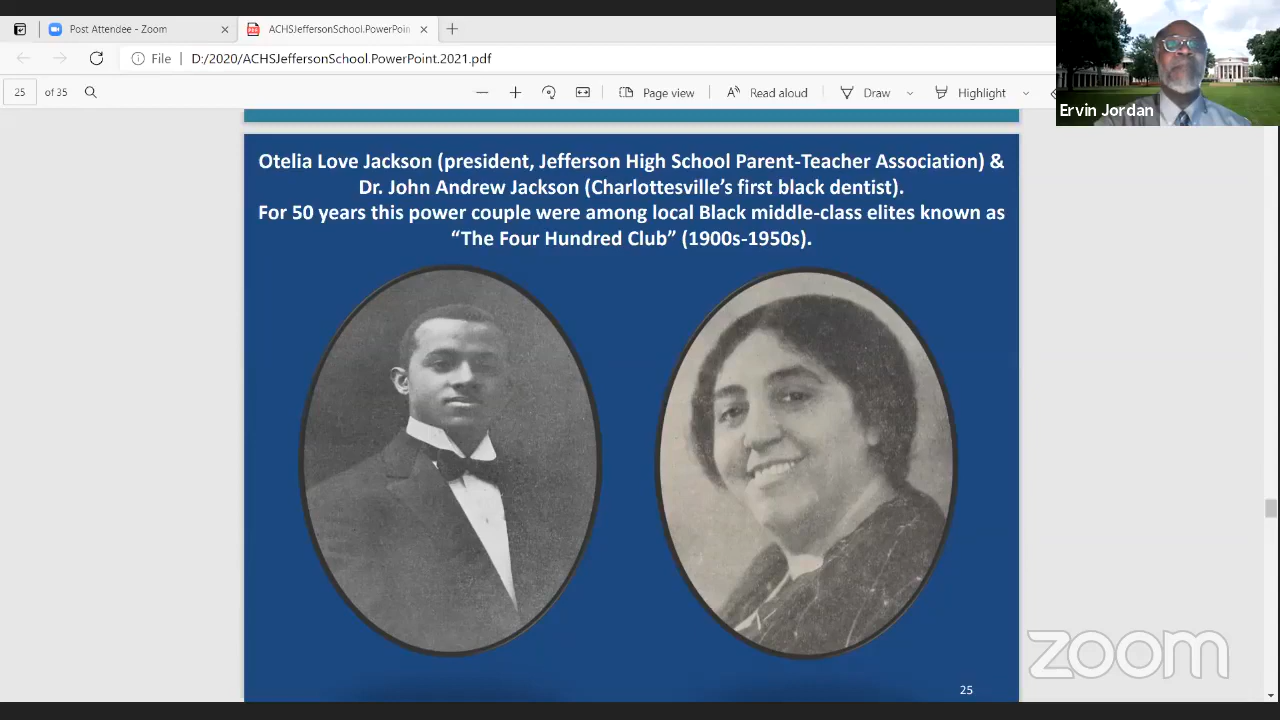 Post Attendee - Zoom
ACHSJeffersonSchool.PowerPoin
File D:/2020/ACHSJeffersonSchool.PowerPoint.2021.pdf
25 of 35
Page view
Read aloud
Draw
Highlight
Ervin Jordan
Otelia Love Jackson (president, Jefferson High School Parent-Teacher Association) &
Dr. John Andrew Jackson (Charlottesville’s first black dentist).
For 50 years this power couple were among local Black middle-class elites known as
“The Four Hundred Club” (1900s-1950s).
25
zoom